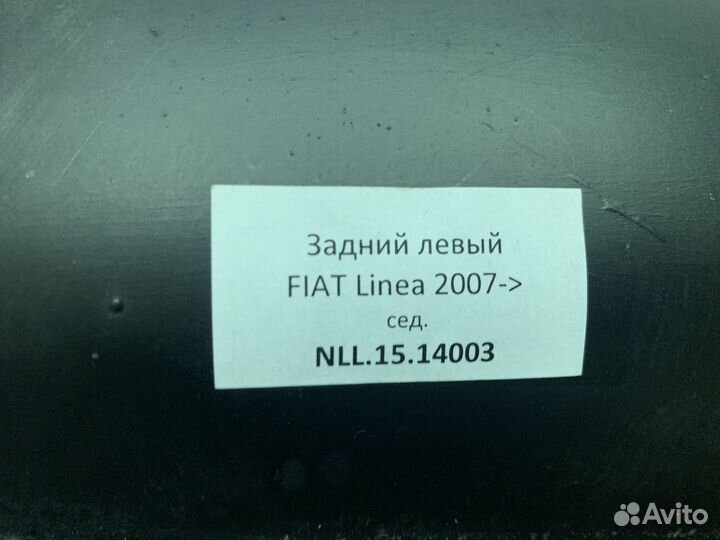 Задний левый
FIAT Linea 2007->
сед.
NLL.15.14003
Avito